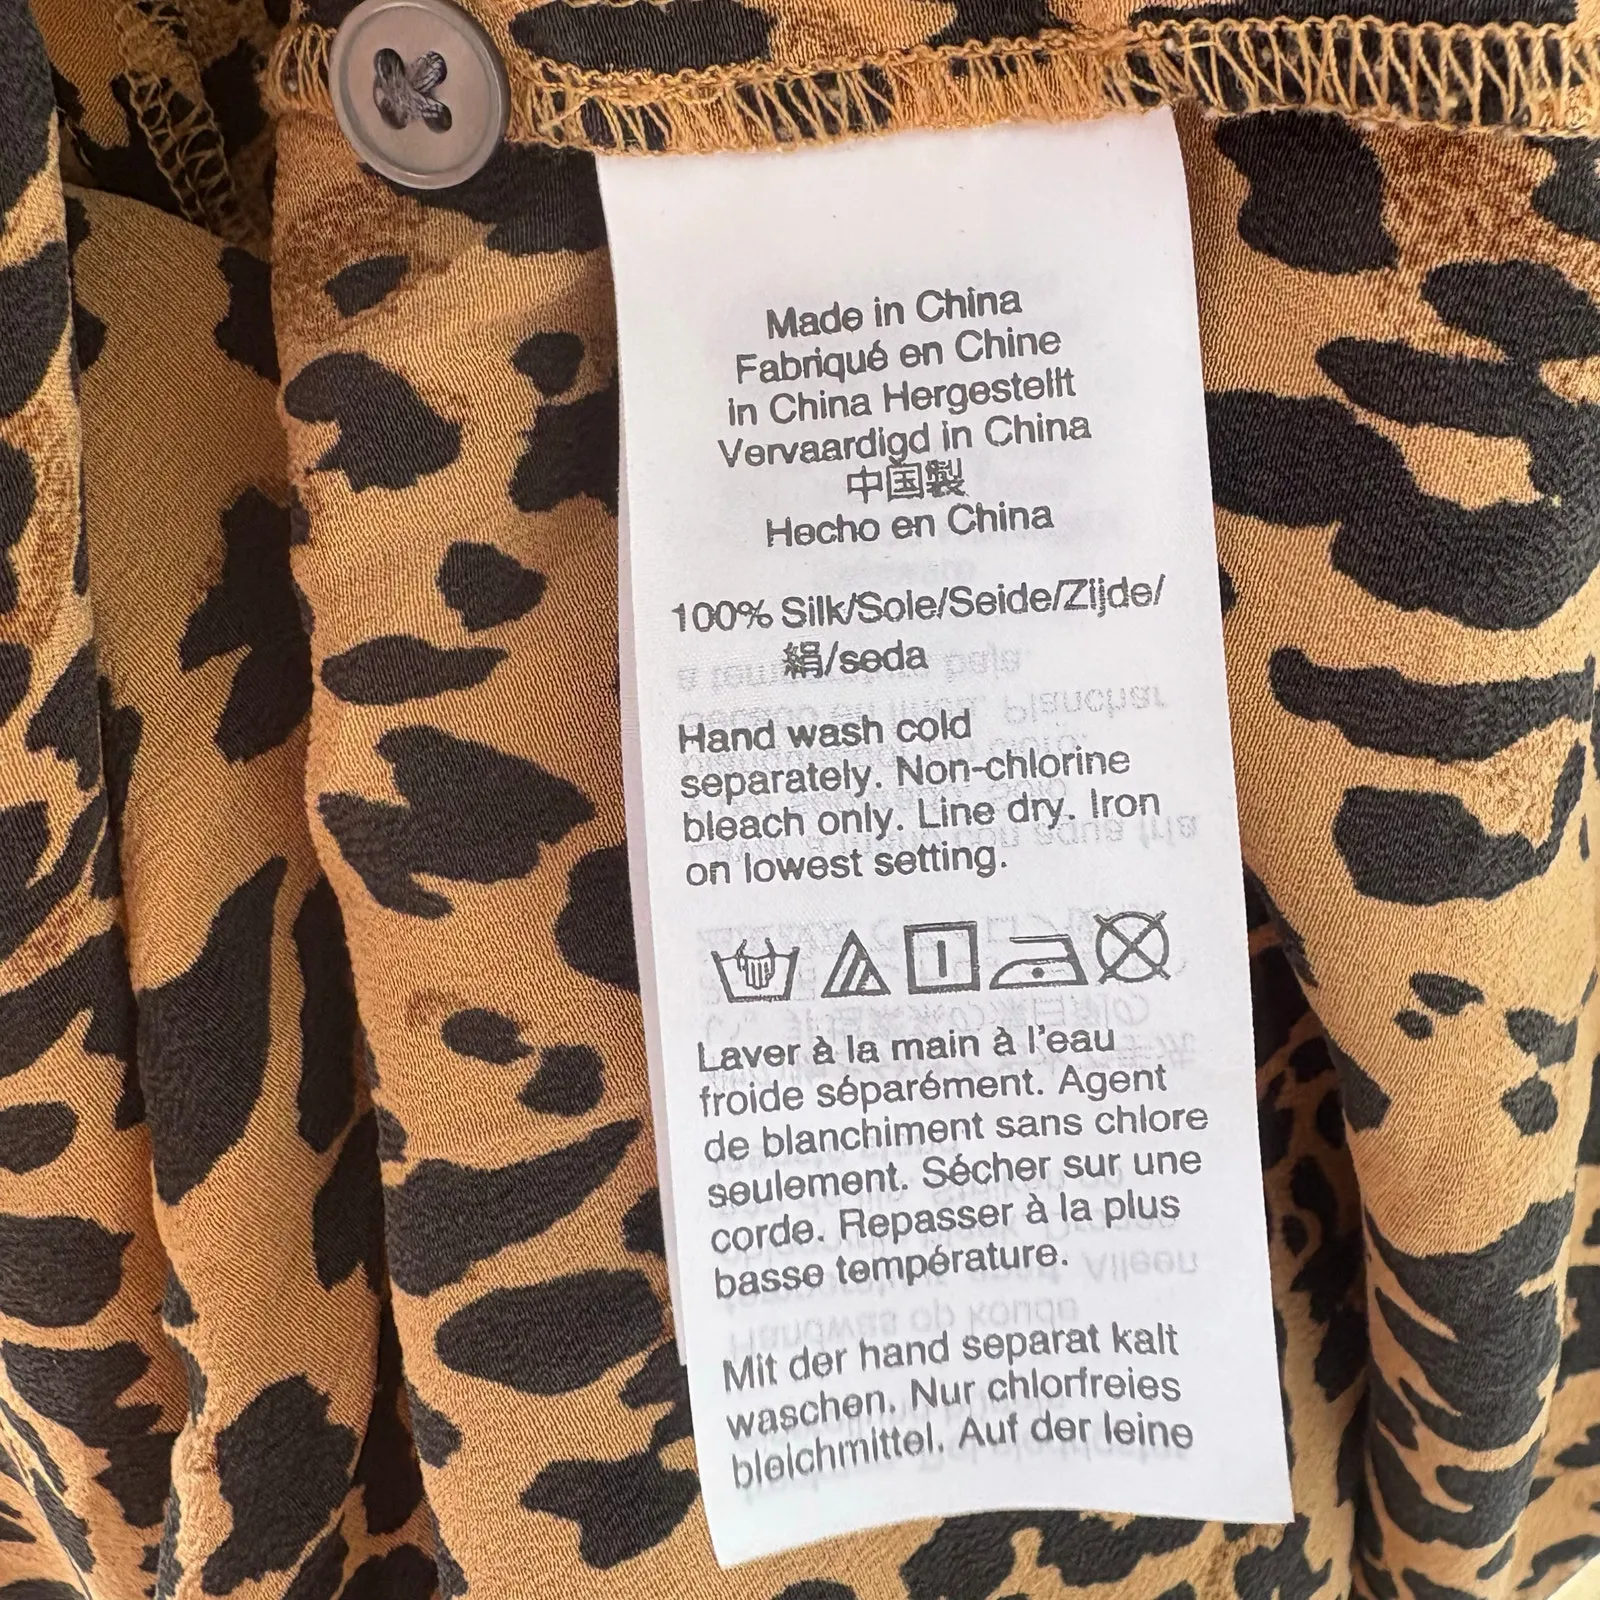 Made in China
Fabriqué en Chine
in China Hergestellt
Vervaardigd in China
中国製
Hecho en China
100% Silk/Sole/Seide/Zijde/
絹/seda
Hand wash cold
separately. Non-chlorine
bleach only. Line dry. Iron
on lowest setting.
Laver à la main à l'eau
froide séparément. Agent
de blanchiment sans chlore
seulement. Sécher sur une
corde. Repasser à la plus
basse température.
Mit der hand separat kalt
waschen. Nur chlorfreies
bleichmittel. Auf der leine